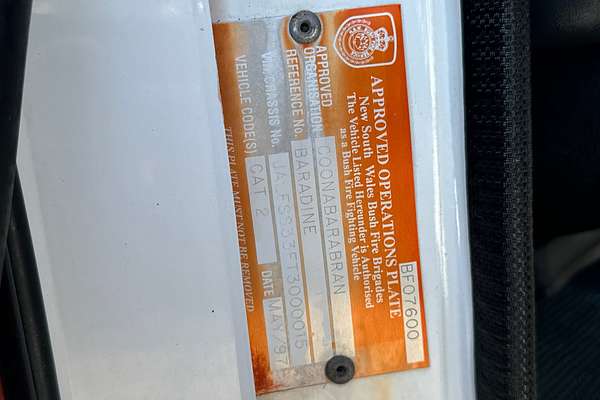 APPROVED OPERATIONS PLATE
New South Wales Bush Fire Brigades
The Vehicle Listed Hereunder is Authorised
as a Bush Fire Fighting Vehicle
BF07600
APPROVED
ORGANISATION COONABARABRAN
REFERENCE No. BARADINE
VIN/CHASSIS No.
VEHICLE CODE(S) CAT 2 DATE MAY/97
THIS PLATE MUST NOT BE REMOVED